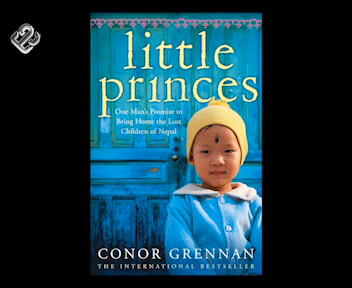 little
princes
One Man's Promise to
Bring Home the Lost
Children of Nepal
CONOR GRENNAN
THE INTERNATIONAL BESTSELLER